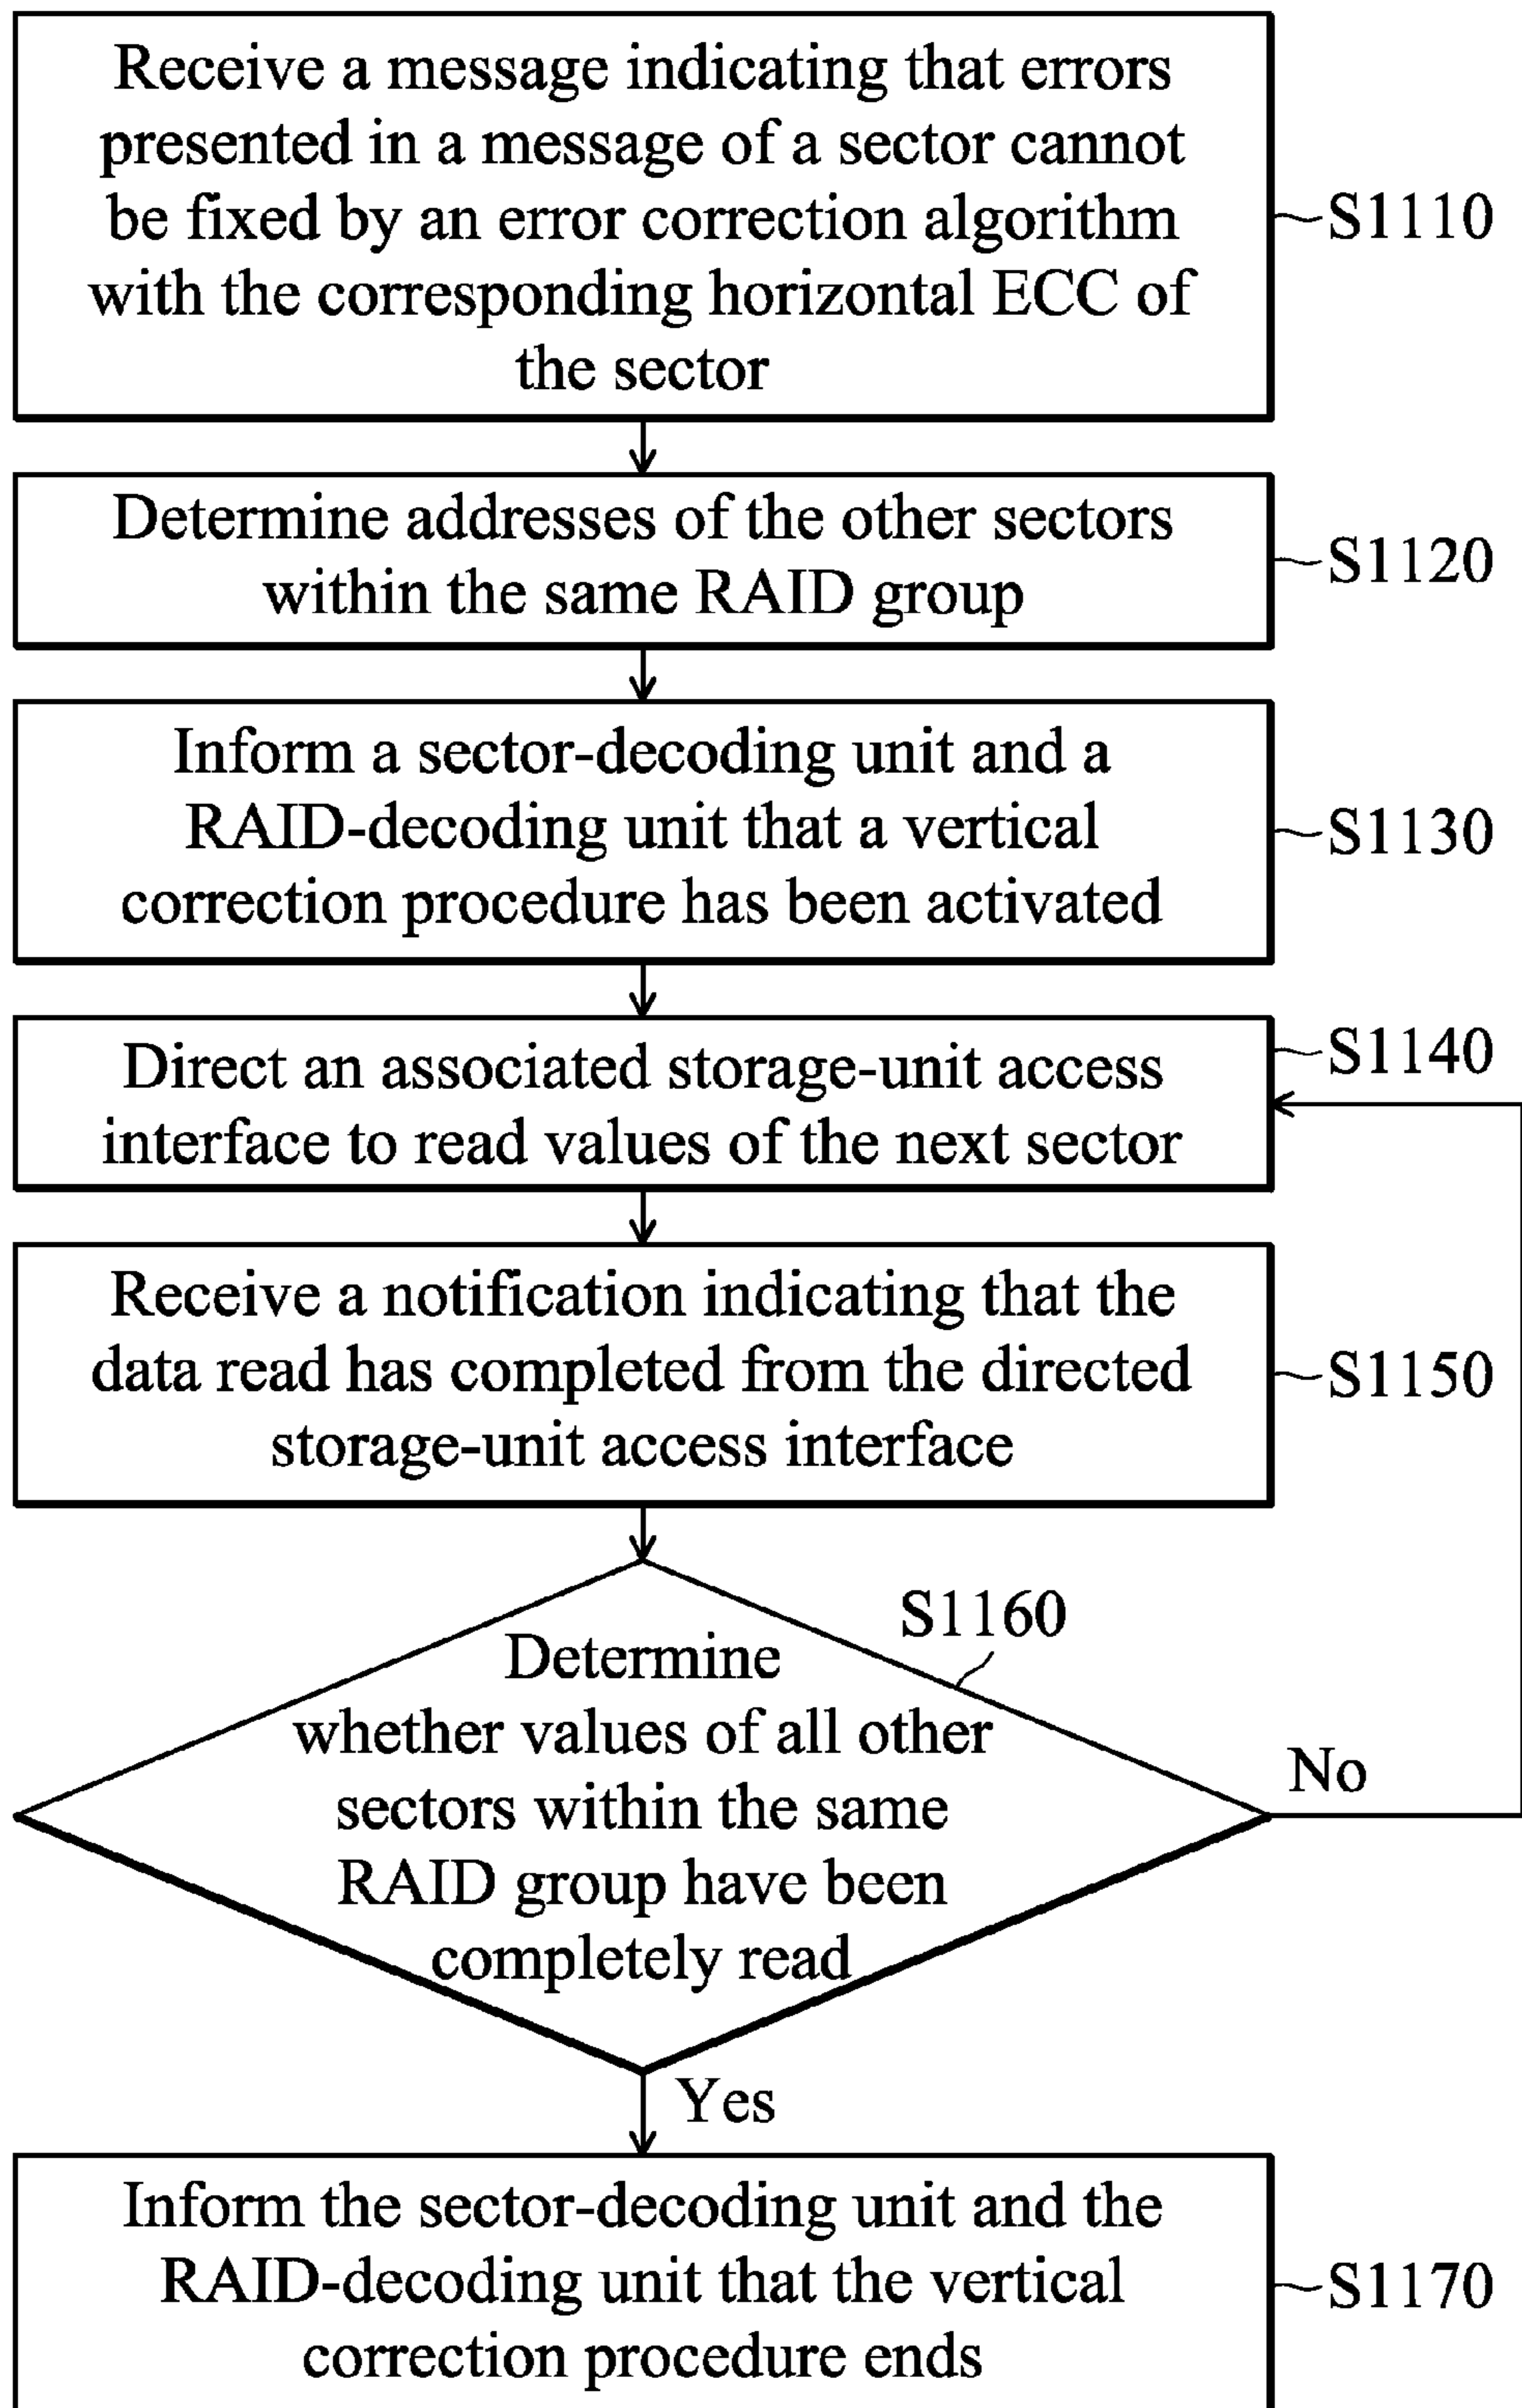 Receive a message indicating that errors
presented in a message of a sector cannot
be fixed by an error correction algorithm
with the corresponding horizontal ECC of
the sector
S1110
Determine addresses of the other sectors
within the same RAID group
S1120
Inform a sector-decoding unit and a
RAID-decoding unit that a vertical
correction procedure has been activated
S1130
Direct an associated storage-unit access
interface to read values of the next sector
S1140
Receive a notification indicating that the
data read has completed from the directed
storage-unit access interface
S1150
S1160
Determine
whether values of all other
sectors within the same
RAID group have been
completely read
No
Yes
Inform the sector-decoding unit and the
RAID-decoding unit that the vertical
correction procedure ends
S1170